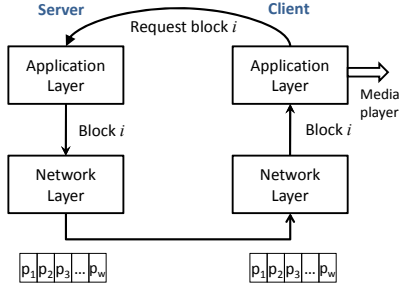 Server
Client
Request block i
Application
Layer
Application
Layer
Media
player
Block i
Block i
Network
Layer
Network
Layer
p1 p2 p3 ... pw
p1 p2 p3 ... pw